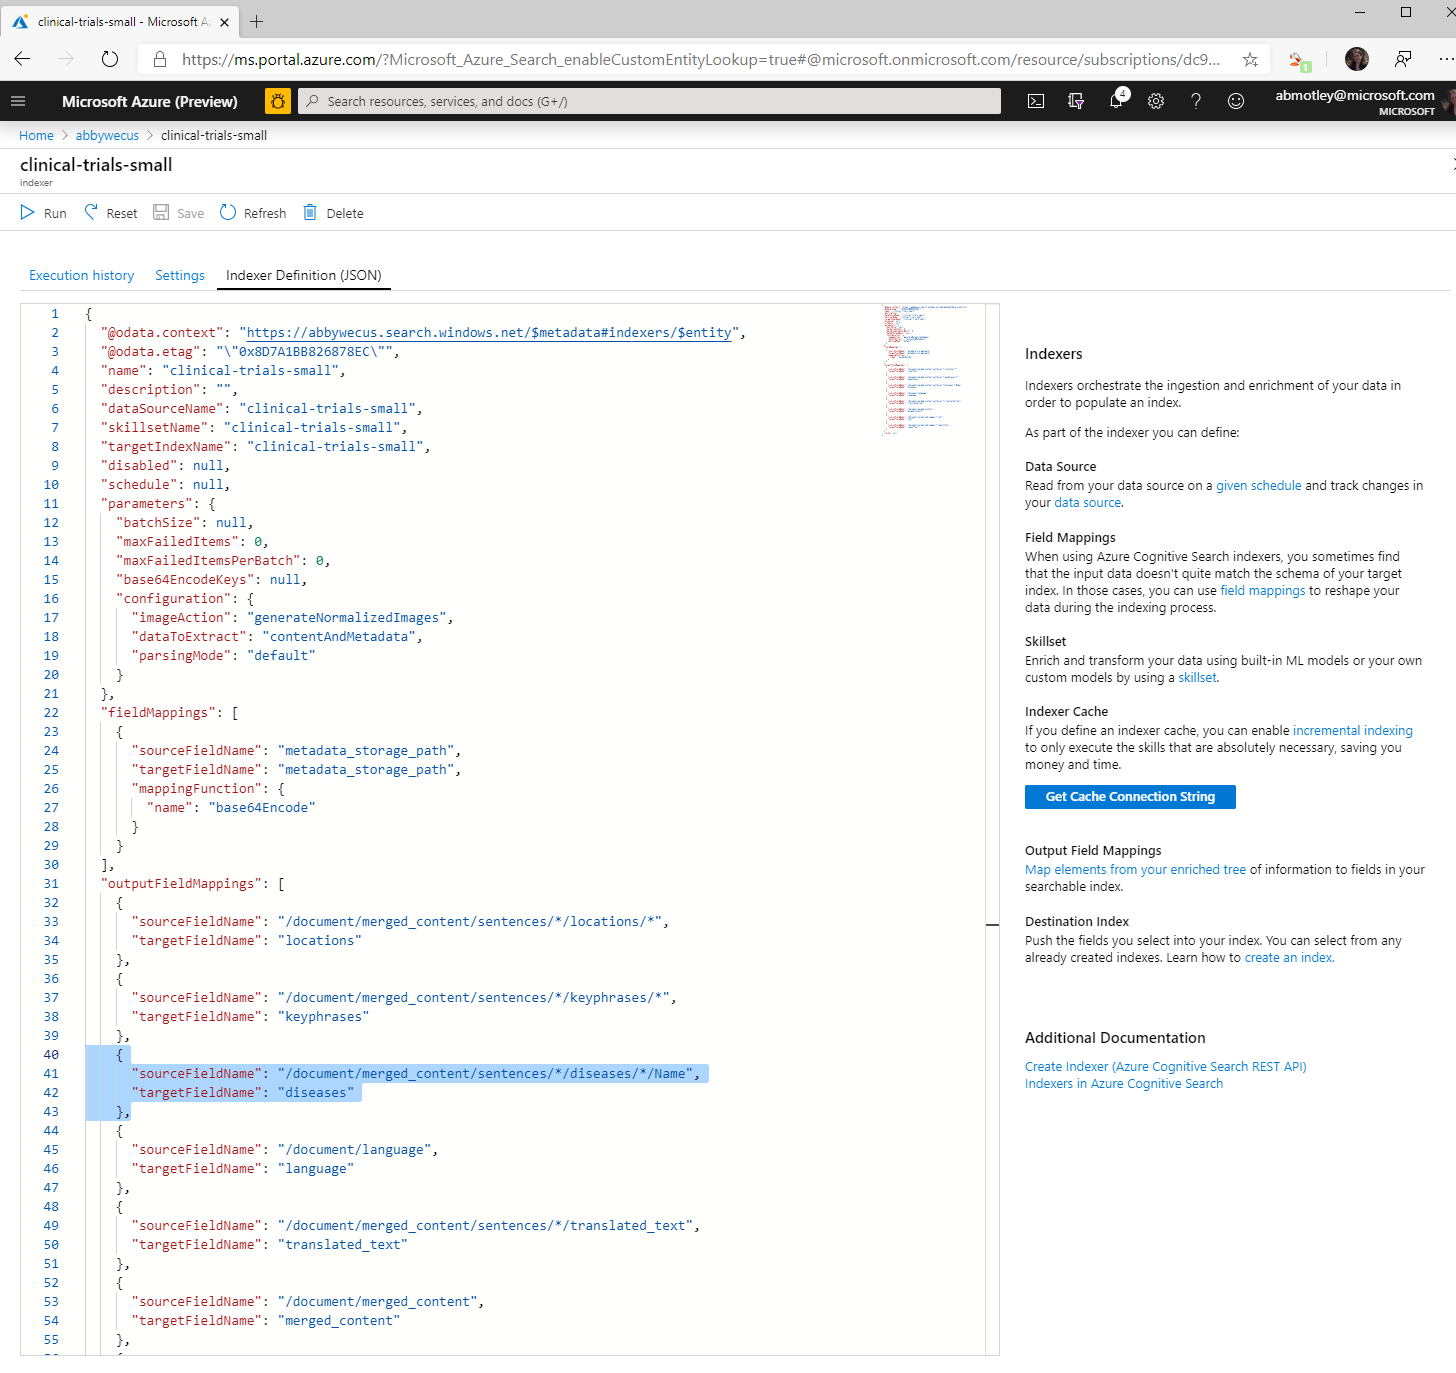 clinical-trials-small - Microsoft A
https://ms.portal.azure.com/?Microsoft_Azure_Search_enableCustomEntityLookup=true#@microsoft.onmicrosoft.com/resource/subscriptions/dc9...
1
Microsoft Azure (Preview)
Search resources, services, and docs (G+/)
4
abmotley@microsoft.com
MICROSOFT
Home > abbywecus > clinical-trials-small
clinical-trials-small
indexer
Run Reset Save Refresh Delete
Execution history Settings Indexer Definition (JSON)
1 {
2 "@odata.context": "https://abbywecus.search.windows.net/$metadata#indexers/$entity",
3 "@odata.etag": "\"0x8D7A1BB826878EC\"",
4 "name": "clinical-trials-small",
5 "description": "",
6 "dataSourceName": "clinical-trials-small",
7 "skillsetName": "clinical-trials-small",
8 "targetIndexName": "clinical-trials-small",
9 "disabled": null,
10 "schedule": null,
11 "parameters": {
12 "batchSize": null,
13 "maxFailedItems": 0,
14 "maxFailedItemsPerBatch": 0,
15 "base64EncodeKeys": null,
16 "configuration": {
17 "imageAction": "generateNormalizedImages",
18 "dataToExtract": "contentAndMetadata",
19 "parsingMode": "default"
20 }
21 },
22 "fieldMappings": [
23 {
24 "sourceFieldName": "metadata_storage_path",
25 "targetFieldName": "metadata_storage_path",
26 "mappingFunction": {
27 "name": "base64Encode"
28 }
29 }
30 ],
31 "outputFieldMappings": [
32 {
33 "sourceFieldName": "/document/merged_content/sentences/*/locations/*",
34 "targetFieldName": "locations"
35 },
36 {
37 "sourceFieldName": "/document/merged_content/sentences/*/keyphrases/*",
38 "targetFieldName": "keyphrases"
39 },
40 {
41 "sourceFieldName": "/document/merged_content/sentences/*/diseases/*/Name",
42 "targetFieldName": "diseases"
43 },
44 {
45 "sourceFieldName": "/document/language",
46 "targetFieldName": "language"
47 },
48 {
49 "sourceFieldName": "/document/merged_content/sentences/*/translated_text",
50 "targetFieldName": "translated_text"
51 },
52 {
53 "sourceFieldName": "/document/merged_content",
54 "targetFieldName": "merged_content"
55 },
Indexers
Indexers orchestrate the ingestion and enrichment of your data in
order to populate an index.
As part of the indexer you can define:
Data Source
Read from your data source on a given schedule and track changes in
your data source.
Field Mappings
When using Azure Cognitive Search indexers, you sometimes find
that the input data doesn't quite match the schema of your target
index. In those cases, you can use field mappings to reshape your
data during the indexing process.
Skillset
Enrich and transform your data using built-in ML models or your own
custom models by using a skillset.
Indexer Cache
If you define an indexer cache, you can enable incremental indexing
to only execute the skills that are absolutely necessary, saving you
money and time.
Get Cache Connection String
Output Field Mappings
Map elements from your enriched tree of information to fields in your
searchable index.
Destination Index
Push the fields you select into your index. You can select from any
already created indexes. Learn how to create an index.
Additional Documentation
Create Indexer (Azure Cognitive Search REST API)
Indexers in Azure Cognitive Search